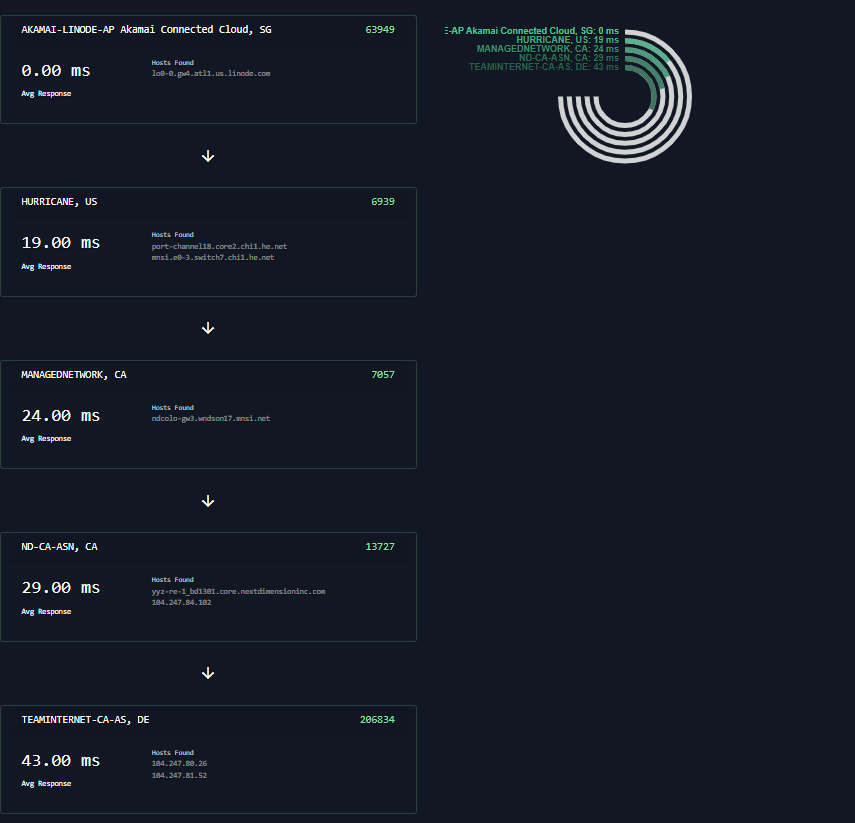 AKAMAI-LINODE-AP Akamai Connected Cloud, SG 63949
0.00 ms
Avg Response
Hosts Found
lo0-0.gw4.atl1.us.linode.com
HURRICANE, US 6939
19.00 ms
Avg Response
Hosts Found
port-channel18.core2.chi1.he.net
mnsi.e0-3.switch7.chi1.he.net
MANAGEDNETWORK, CA 7057
24.00 ms
Avg Response
Hosts Found
ndcolo-gw3.wndson17.mnsi.net
ND-CA-ASN, CA 13727
29.00 ms
Avg Response
Hosts Found
yyz-re-1_bd1301.core.nextdimensioninc.com
104.247.84.102
TEAMINTERNET-CA-AS, DE 206834
43.00 ms
Avg Response
Hosts Found
104.247.80.26
104.247.81.52
E-AP Akamai Connected Cloud, SG: 0 ms
HURRICANE, US: 19 ms
MANAGEDNETWORK, CA: 24 ms
ND-CA-ASN, CA: 29 ms
TEAMINTERNET-CA-AS, DE: 43 ms